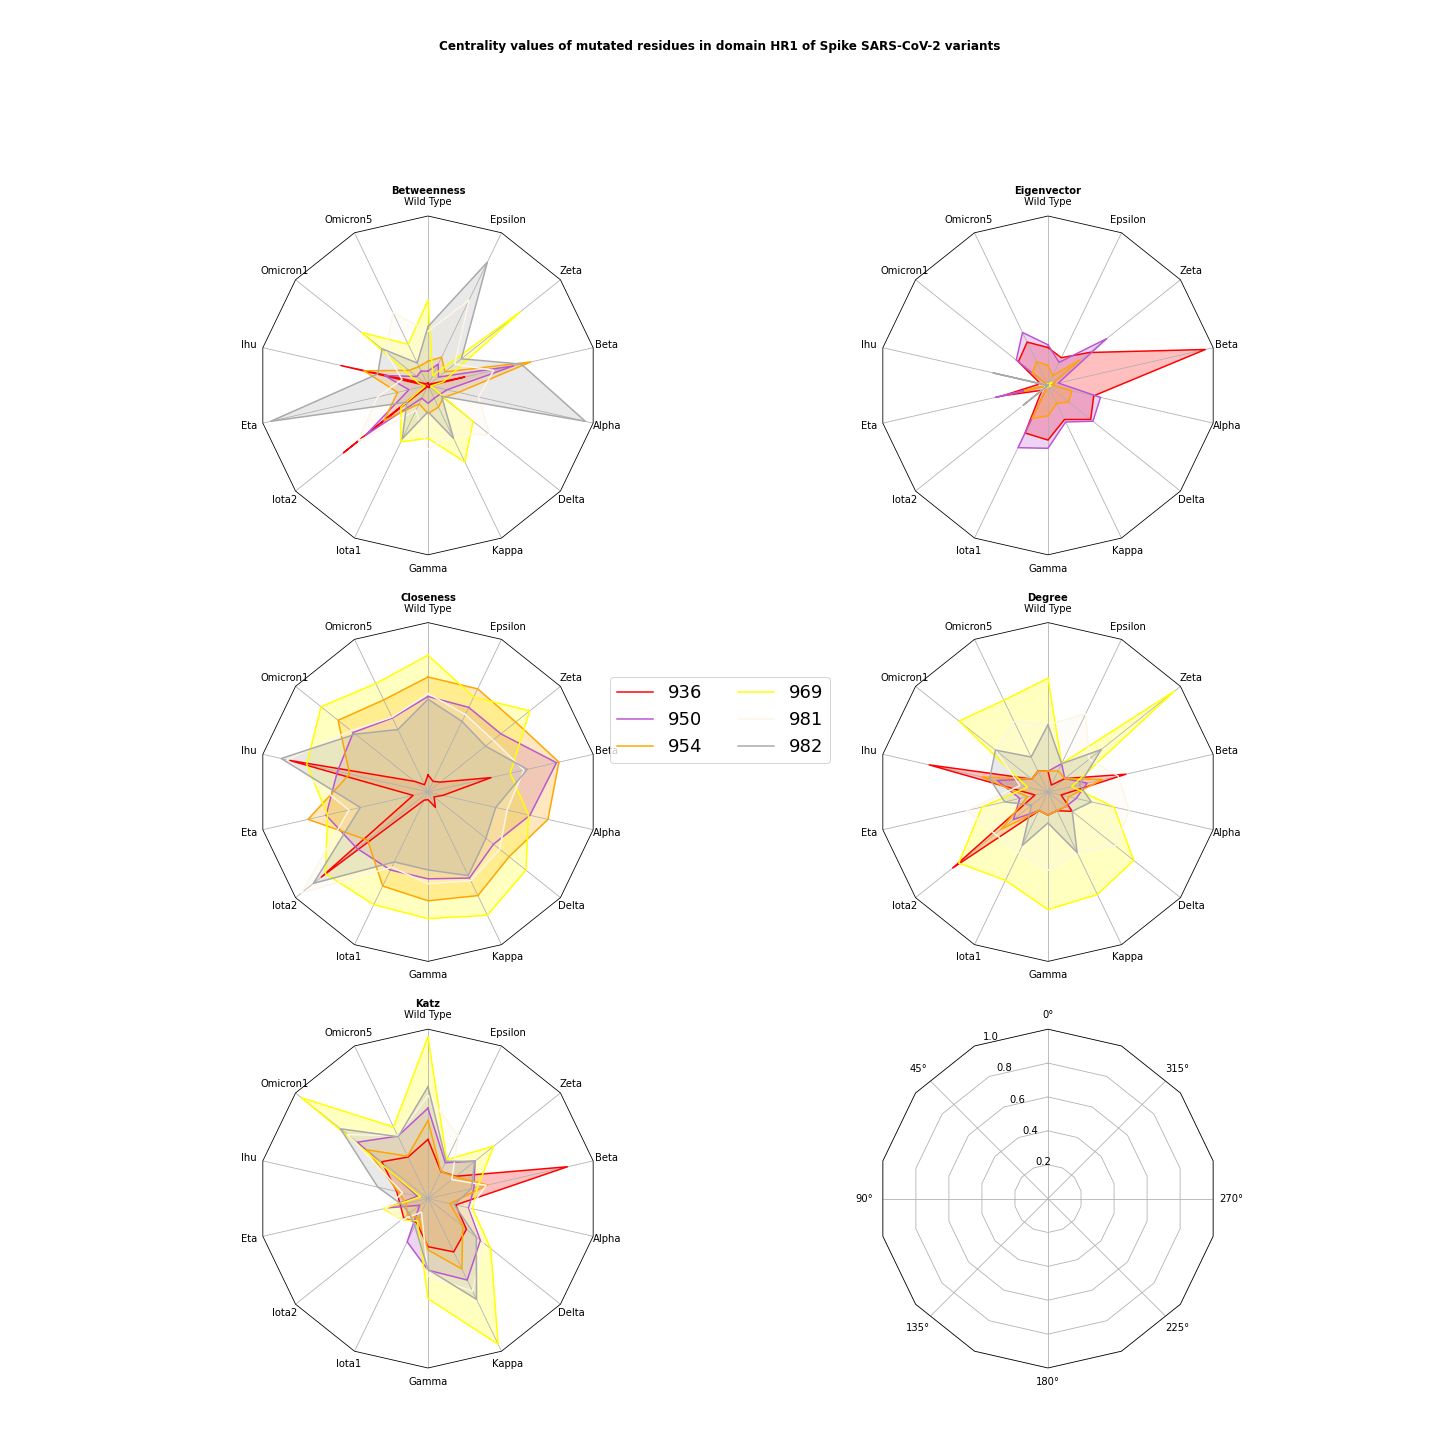 Centrality values of mutated residues in domain HR1 of Spike SARS-CoV-2 variants
Betweenness
Wild Type
Omicron5
Epsilon
Omicron1
Zeta
Ihu
Beta
Eta
Alpha
Iota2
Delta
Iota1
Kappa
Gamma
Eigenvector
Wild Type
Omicron5
Epsilon
Omicron1
Zeta
Ihu
Beta
Eta
Alpha
Iota2
Delta
Iota1
Kappa
Gamma
Closeness
Wild Type
Omicron5
Epsilon
Omicron1
Zeta
Ihu
Beta
Eta
Alpha
Iota2
Delta
Iota1
Kappa
Gamma
936 969
950 981
954 982
Degree
Wild Type
Omicron5
Epsilon
Omicron1
Zeta
Ihu
Beta
Eta
Alpha
Iota2
Delta
Iota1
Kappa
Gamma
Katz
Wild Type
Omicron5
Epsilon
Omicron1
Zeta
Ihu
Beta
Eta
Alpha
Iota2
Delta
Iota1
Kappa
Gamma
0°
1.0
45°
0.8
315°
0.6
0.4
0.2
90°
270°
135°
225°
180°